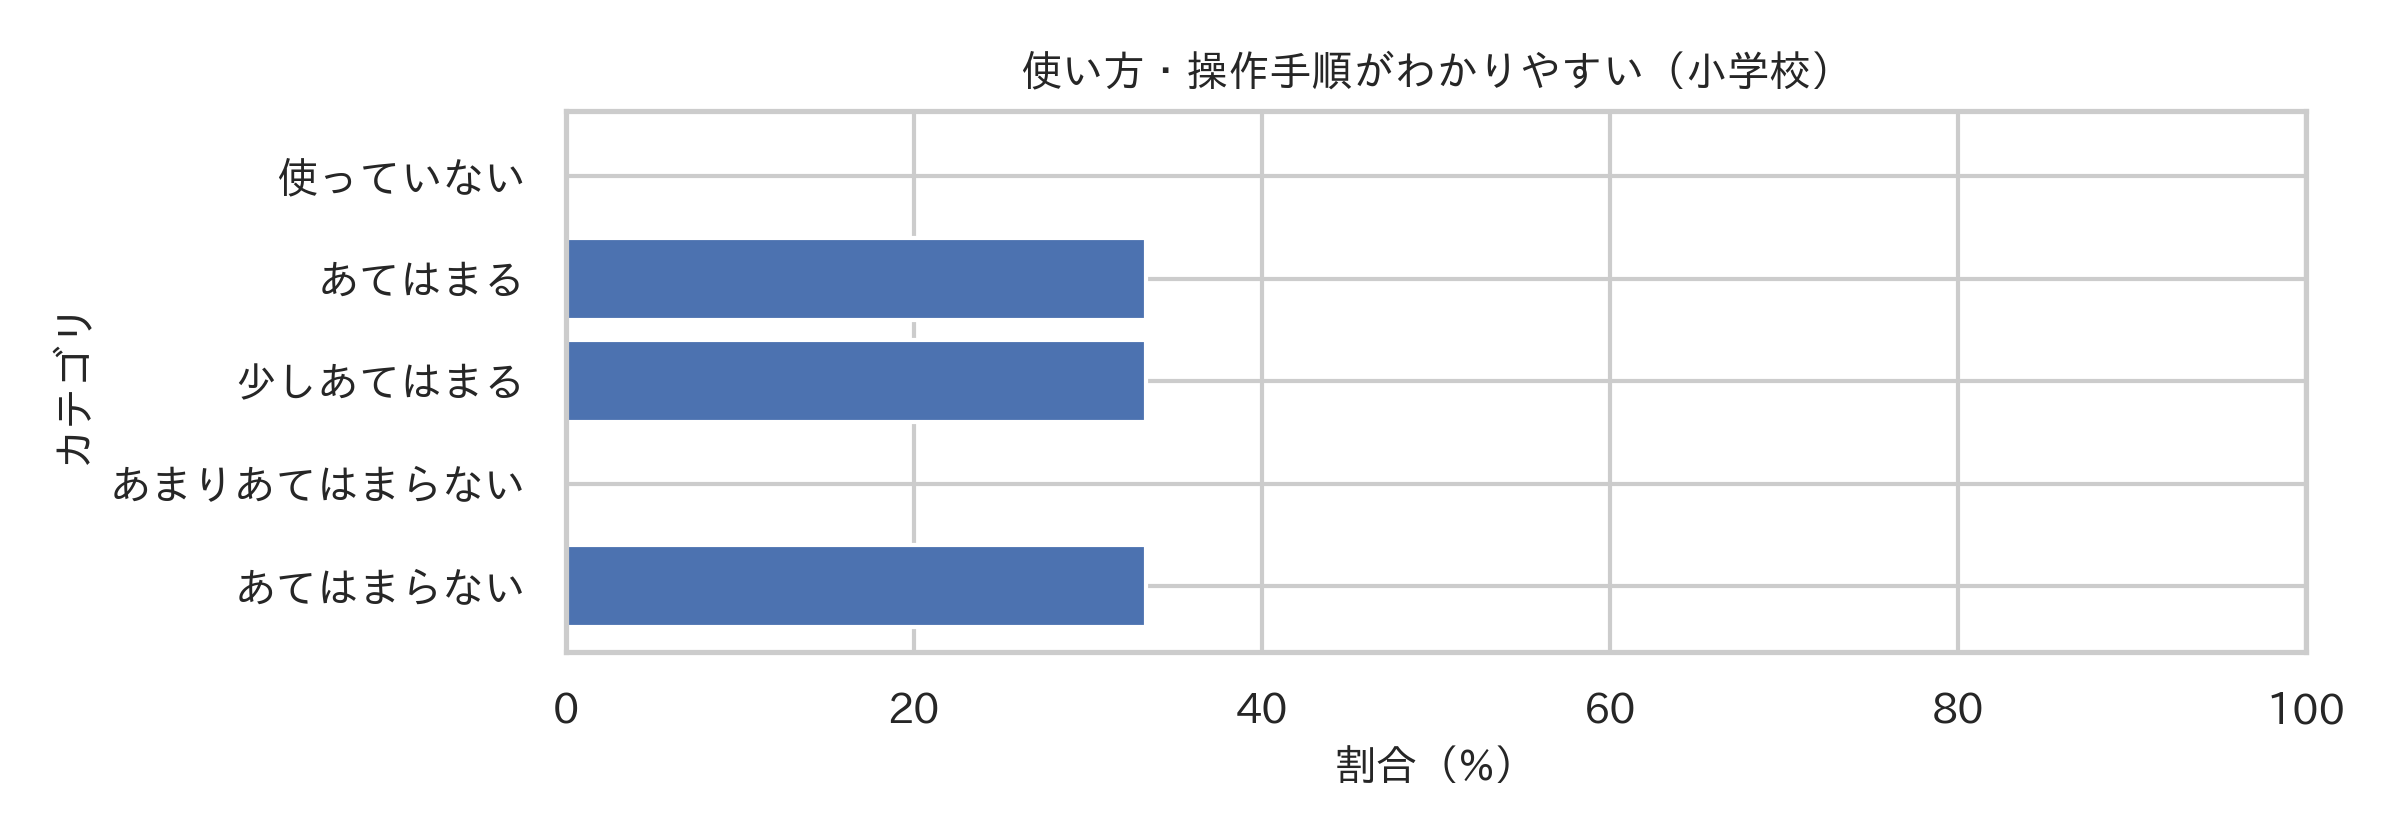 使い方・操作手順がわかりやすい（小学校）
カテゴリ
使っていない
あてはまる
少しあてはまる
あまりあてはまらない
あてはまらない
0 20 40 60 80 100
割合（%）